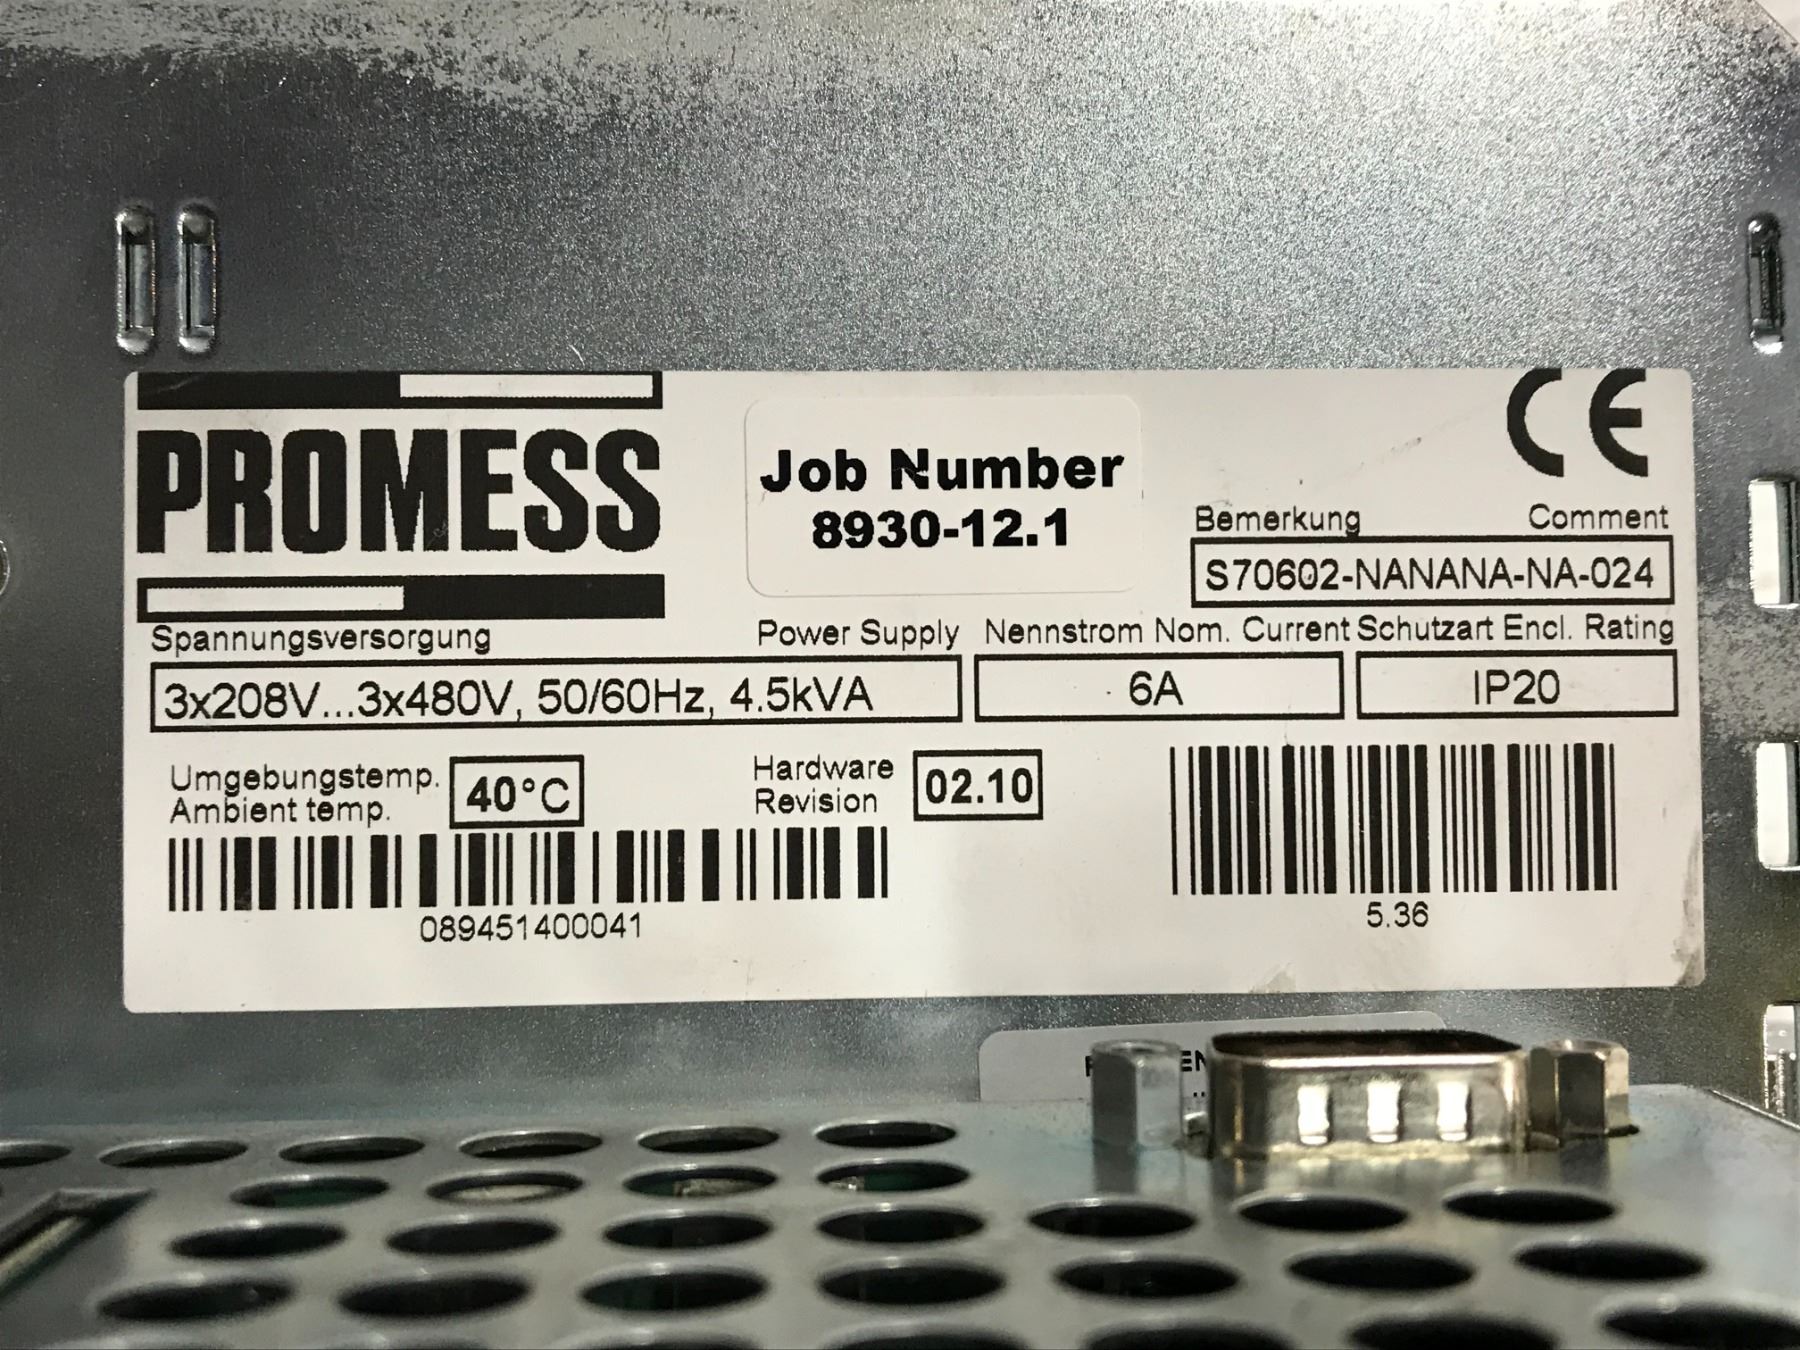 PROMESS
Job Number
8930-12.1
CE
Bemerkung Comment
S70602-NANANA-NA-024
Spannungsversorgung Power Supply Nennstrom Nom. Current Schutzart Encl. Rating
3x208V...3x480V, 50/60Hz, 4.5kVA 6A IP20
Umgebungstemp.
Ambient temp.
40°C
Hardware
Revision
02.10
089451400041
5.36